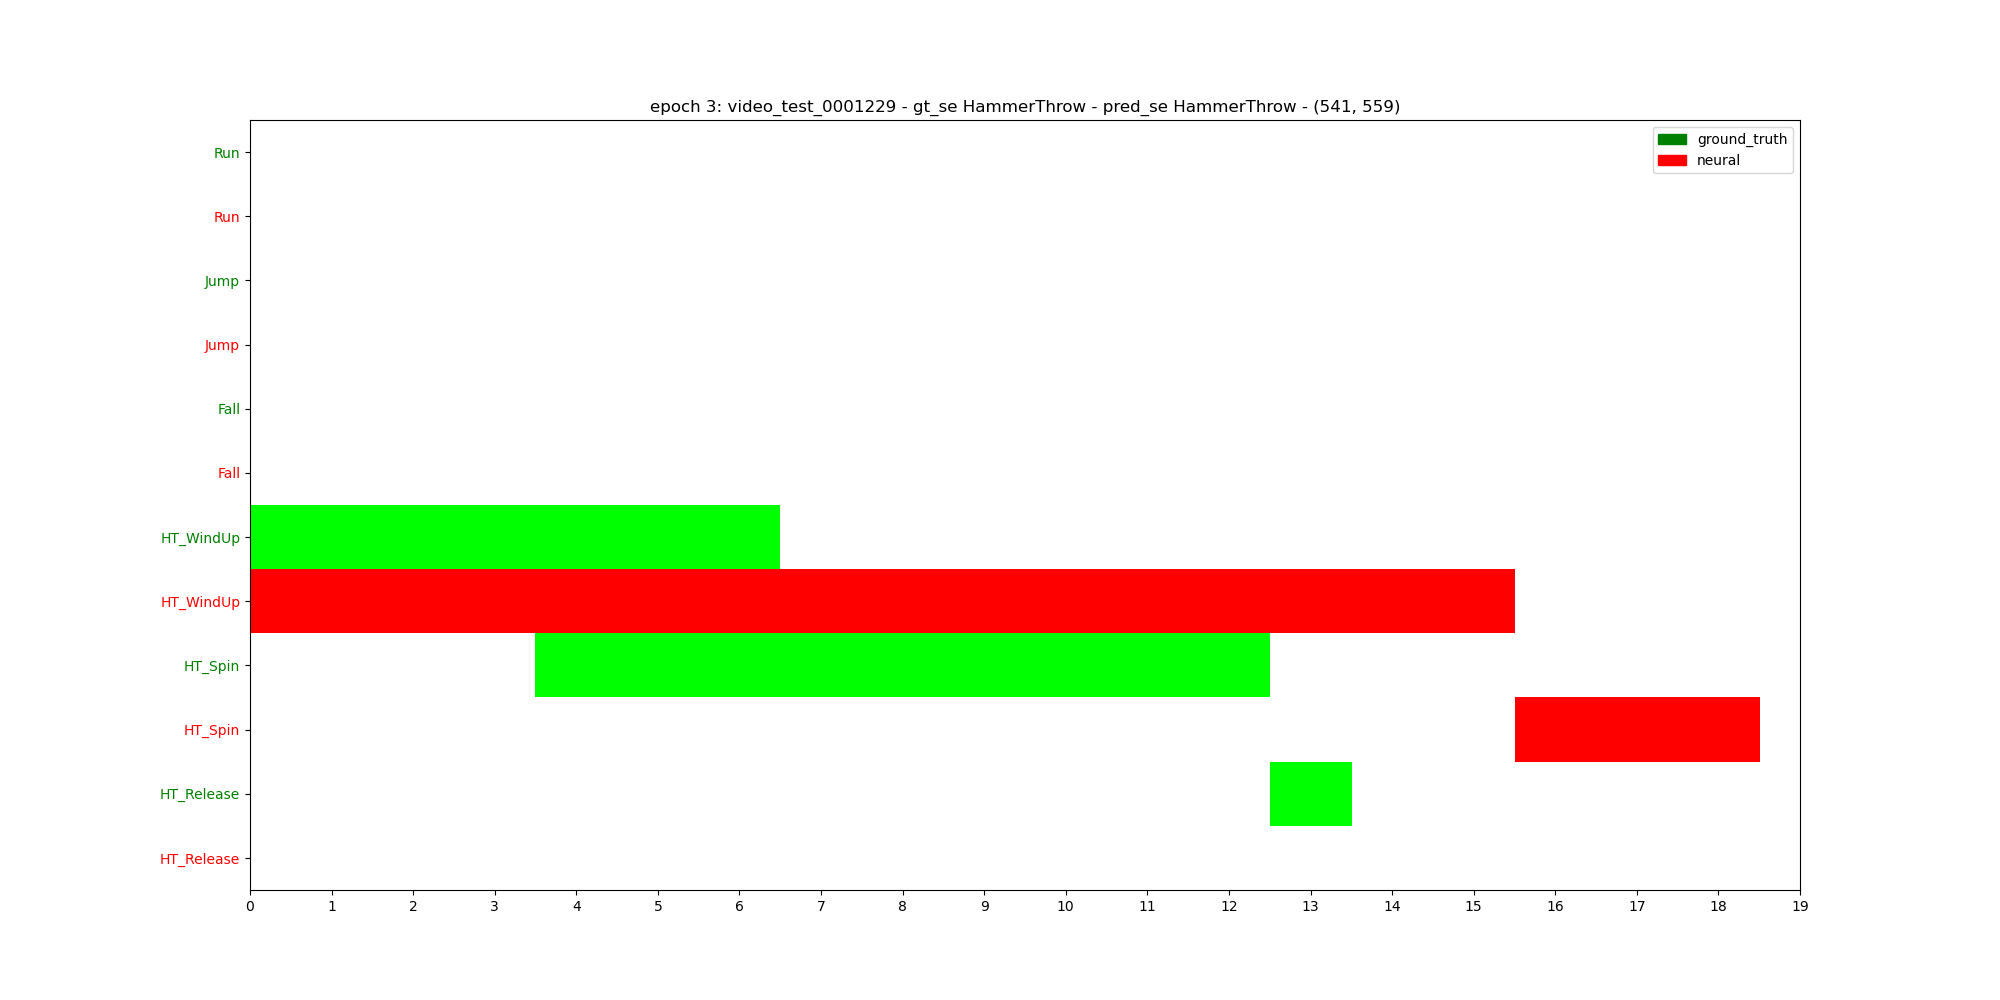 epoch 3: video_test_0001229 - gt_se HammerThrow - pred_se HammerThrow - (541, 559)
ground_truth
neural
Run
Run
Jump
Jump
Fall
Fall
HT_WindUp
HT_WindUp
HT_Spin
HT_Spin
HT_Release
HT_Release
0 1 2 3 4 5 6 7 8 9 10 11 12 13 14 15 16 17 18 19